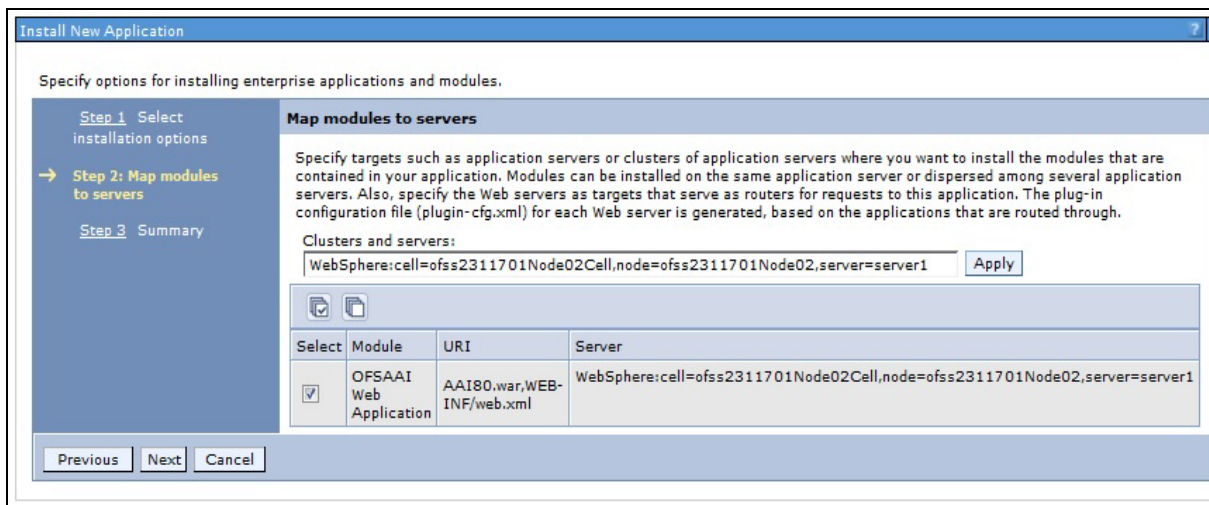 Install New Application
?
Specify options for installing enterprise applications and modules.
Step 1 Select
installation options
Step 2: Map modules
to servers
Step 3 Summary
Map modules to servers
Specify targets such as application servers or clusters of application servers where you want to install the modules that are
contained in your application. Modules can be installed on the same application server or dispersed among several application
servers. Also, specify the Web servers as targets that serve as routers for requests to this application. The plug-in
configuration file (plugin-cfg.xml) for each Web server is generated, based on the applications that are routed through.
Clusters and servers:
WebSphere:cell=ofss2311701Node02Cell,node=ofss2311701Node02,server=server1
Apply
Select Module URI Server
OFSAAI
Web
Application
AAI80.war,WEB-
INF/web.xml
WebSphere:cell=ofss2311701Node02Cell,node=ofss2311701Node02,server=server1
Previous Next Cancel